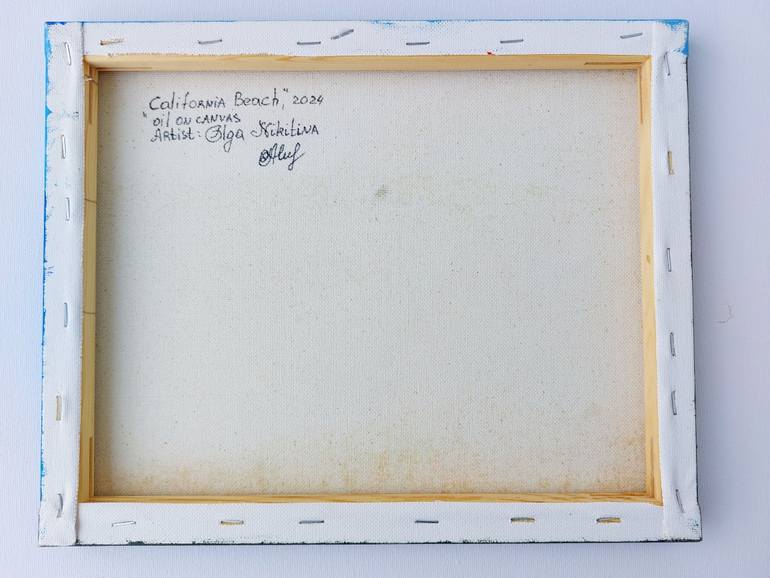 California Beach," 2024
"oil on canvas
Artist: Olga Nikitina